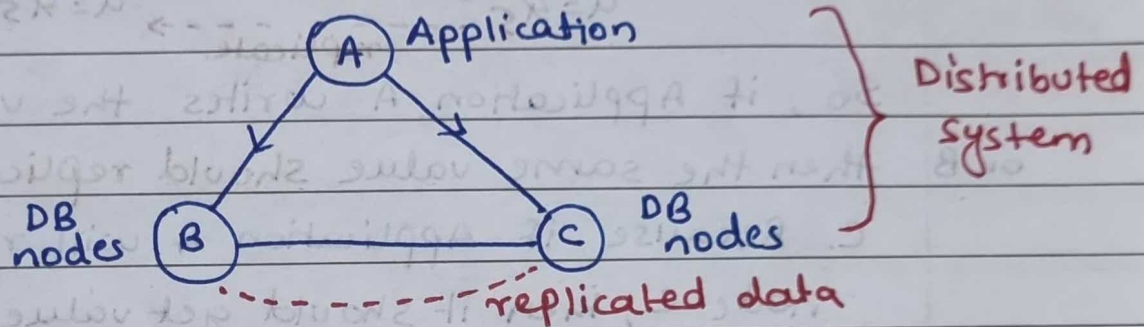 A Application
Distributed
system
DB
nodes
B
C
DB
nodes
replicated data